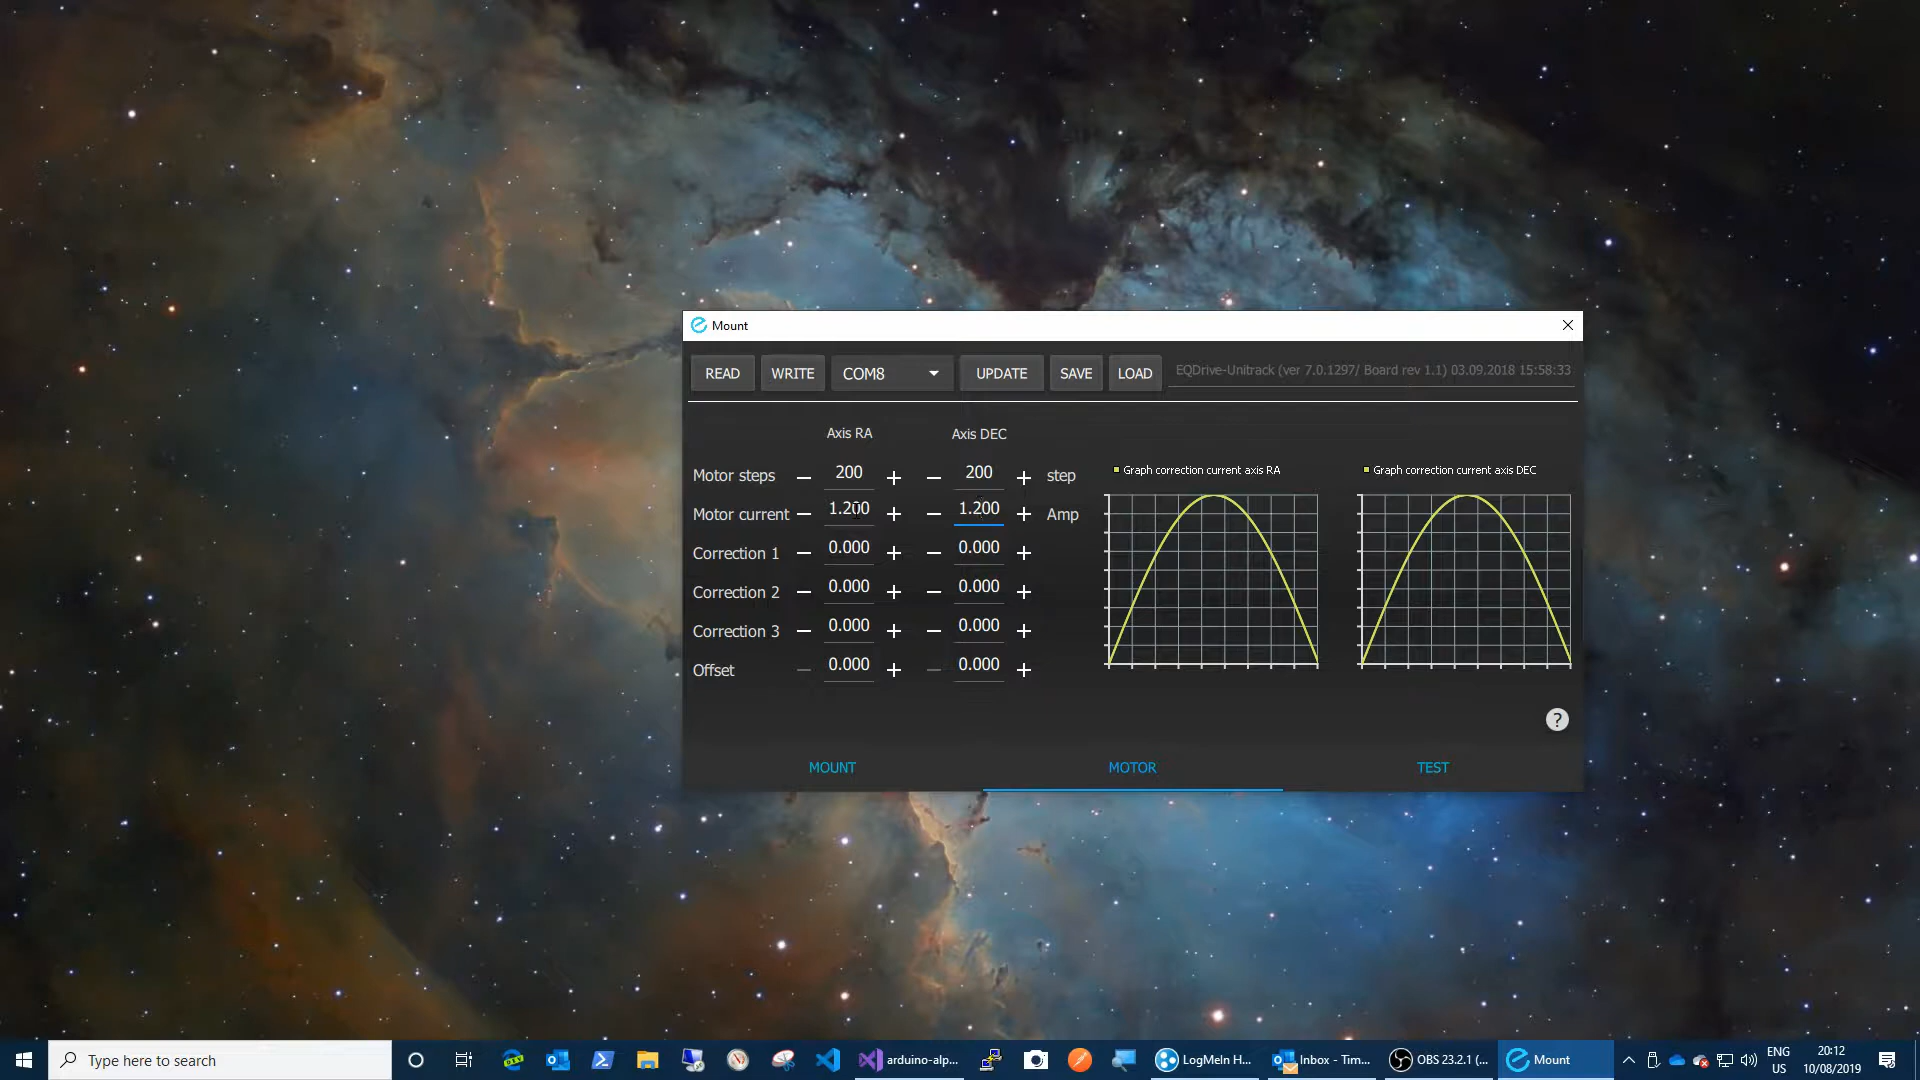 Mount
READ WRITE COM8 UPDATE SAVE LOAD EQDrive-Unitrack (ver 7.0.1297/ Board rev 1.1) 03.09.2018 15:58:33
Axis RA Axis DEC
Motor steps 200 200 step
Motor current 1.200 1.200 Amp
Correction 1 0.000 0.000
Correction 2 0.000 0.000
Correction 3 0.000 0.000
Offset 0.000 0.000
Graph correction current axis RA
Graph correction current axis DEC
?
MOUNT MOTOR TEST
Type here to search
DEV
arduino-alp...
LogMeIn H...
Inbox - Tim...
OBS 23.2.1 (...
Mount
ENG
US
20:12
10/08/2019